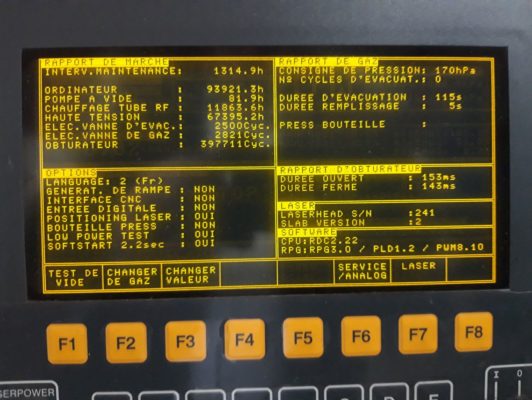 RAPPORT DE MARCHE
INTERV.MAINTENANCE: 1314.9h
ORDINATEUR : 93921.3h
POMPE A VIDE : 81.9h
CHAUFFAGE TUBE RF : 11863.6h
HAUTE TENSION : 67395.2h
ELEC.VANNE D'EVAC.: 2500Cyc.
ELEC.VANNE DE GAZ : 2821Cyc.
OBTURATEUR : 397711Cyc.
OPTIONS
LANGUAGE: 2 (Fr)
GENERAT. DE RAMPE : NON
INTERFACE CNC : NON
ENTREE DIGITALE : NON
POSITIONING LASER : OUI
BOUTEILLE PRESS : NON
LOW POWER TEST : OUI
SOFTSTART 2.2sec : OUI
RAPPORT DE GAZ
CONSIGNE DE PRESSION: 170hPa
Nº CYCLES D'EVACUAT.: 0
DUREE D'EVACUATION : 115s
DUREE REMPLISSAGE : 5s
PRESS BOUTEILLE :
RAPPORT D'OBTURATEUR
DUREE OUVERT : 153ms
DUREE FERME : 143ms
LASER
LASERHEAD S/N :241
SLAB VERSION :2
SOFTWARE
CPU:RDC2.22
RPG:RPG3.0 / PLD1.2 / PWM8.10
TEST DE VIDE
CHANGER DE GAZ
CHANGER VALEUR
SERVICE /ANALOG
LASER
F1 F2 F3 F4 F5 F6 F7 F8
SERPOWER
I O